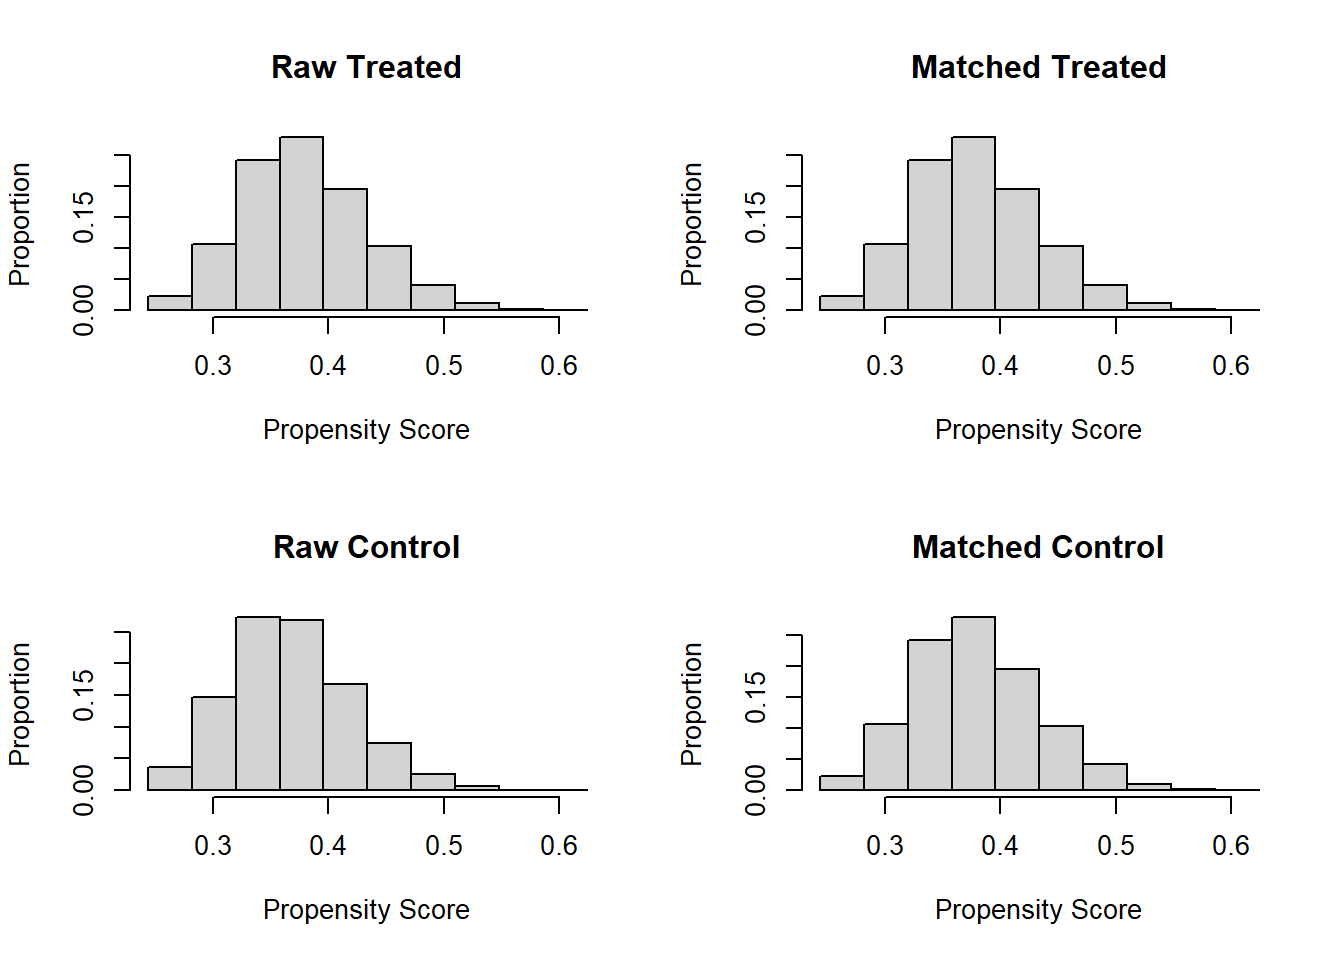 Raw Treated
Proportion
0.00 0.15
0.3 0.4 0.5 0.6
Propensity Score
Matched Treated
Proportion
0.00 0.15
0.3 0.4 0.5 0.6
Propensity Score
Raw Control
Proportion
0.00 0.15
0.3 0.4 0.5 0.6
Propensity Score
Matched Control
Proportion
0.00 0.15
0.3 0.4 0.5 0.6
Propensity Score